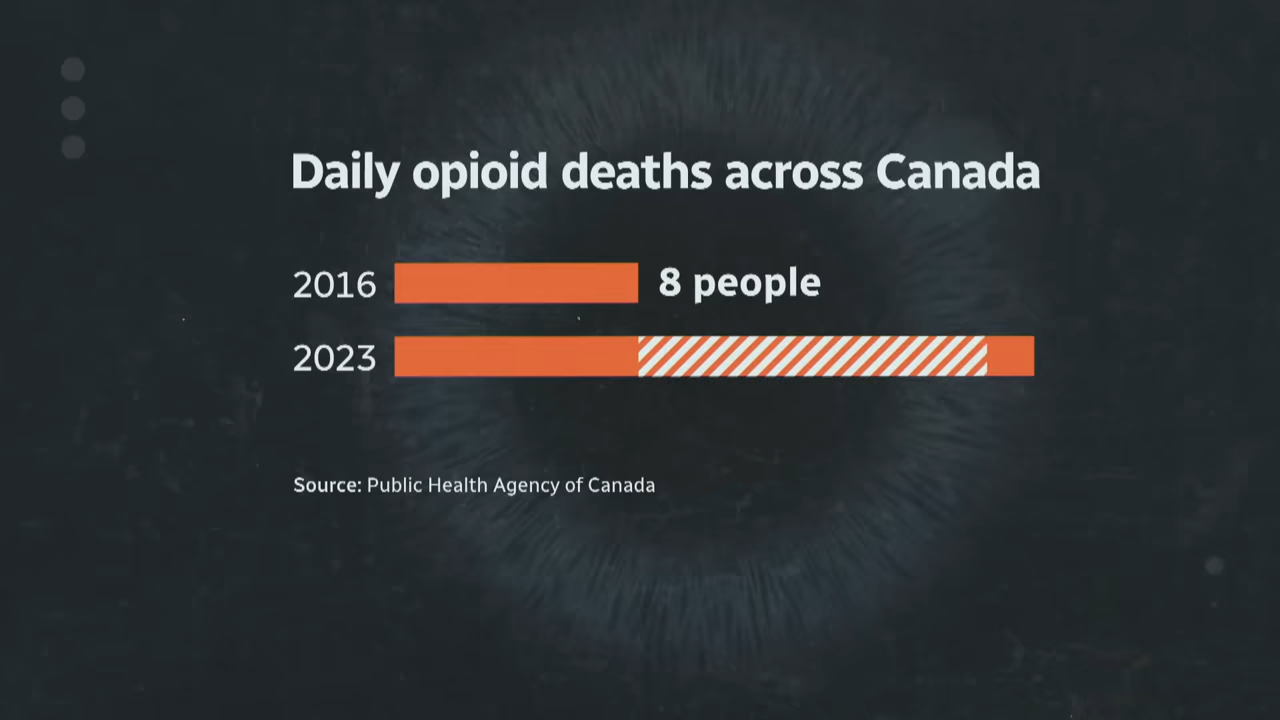 Daily opioid deaths across Canada
2016 8 people
2023
Source: Public Health Agency of Canada